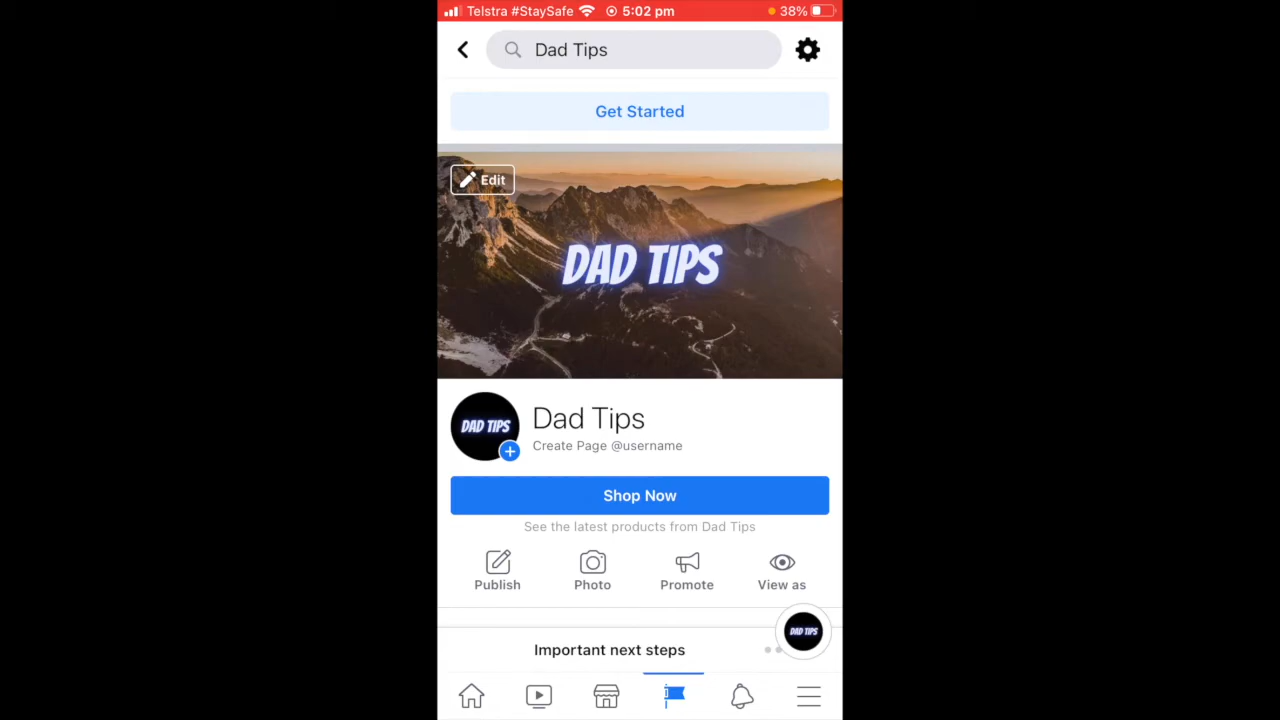 Telstra #StaySafe 5:02 pm 38%
Dad Tips
Get Started
Edit
DAD TIPS
DAD TIPS
Dad Tips
Create Page @username
Shop Now
See the latest products from Dad Tips
Publish Photo Promote View as
DAD TIPS
Important next steps